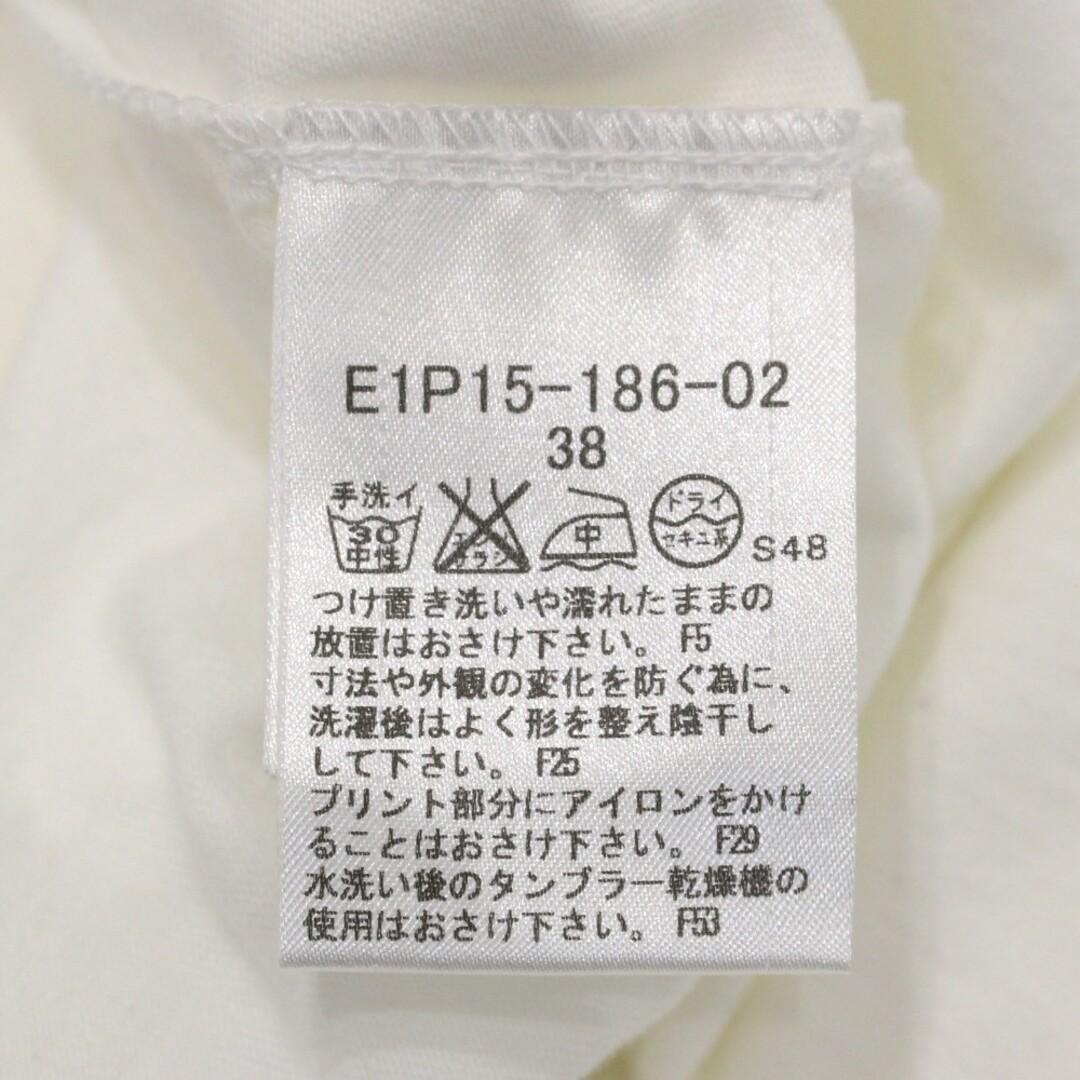 E1P15-186-02
38
手洗イ
30
中性
エンソ
サラシ
中
ドライ
セキユ系
S48
つけ置き洗いや濡れたままの
放置はおさけ下さい。 F5
寸法や外観の変化を防ぐ為に、
洗濯後はよく形を整え陰干し
して下さい。 F25
プリント部分にアイロンをかけ
ることはおさけ下さい。 F29
水洗い後のタンブラー乾燥機の
使用はおさけ下さい。 F53